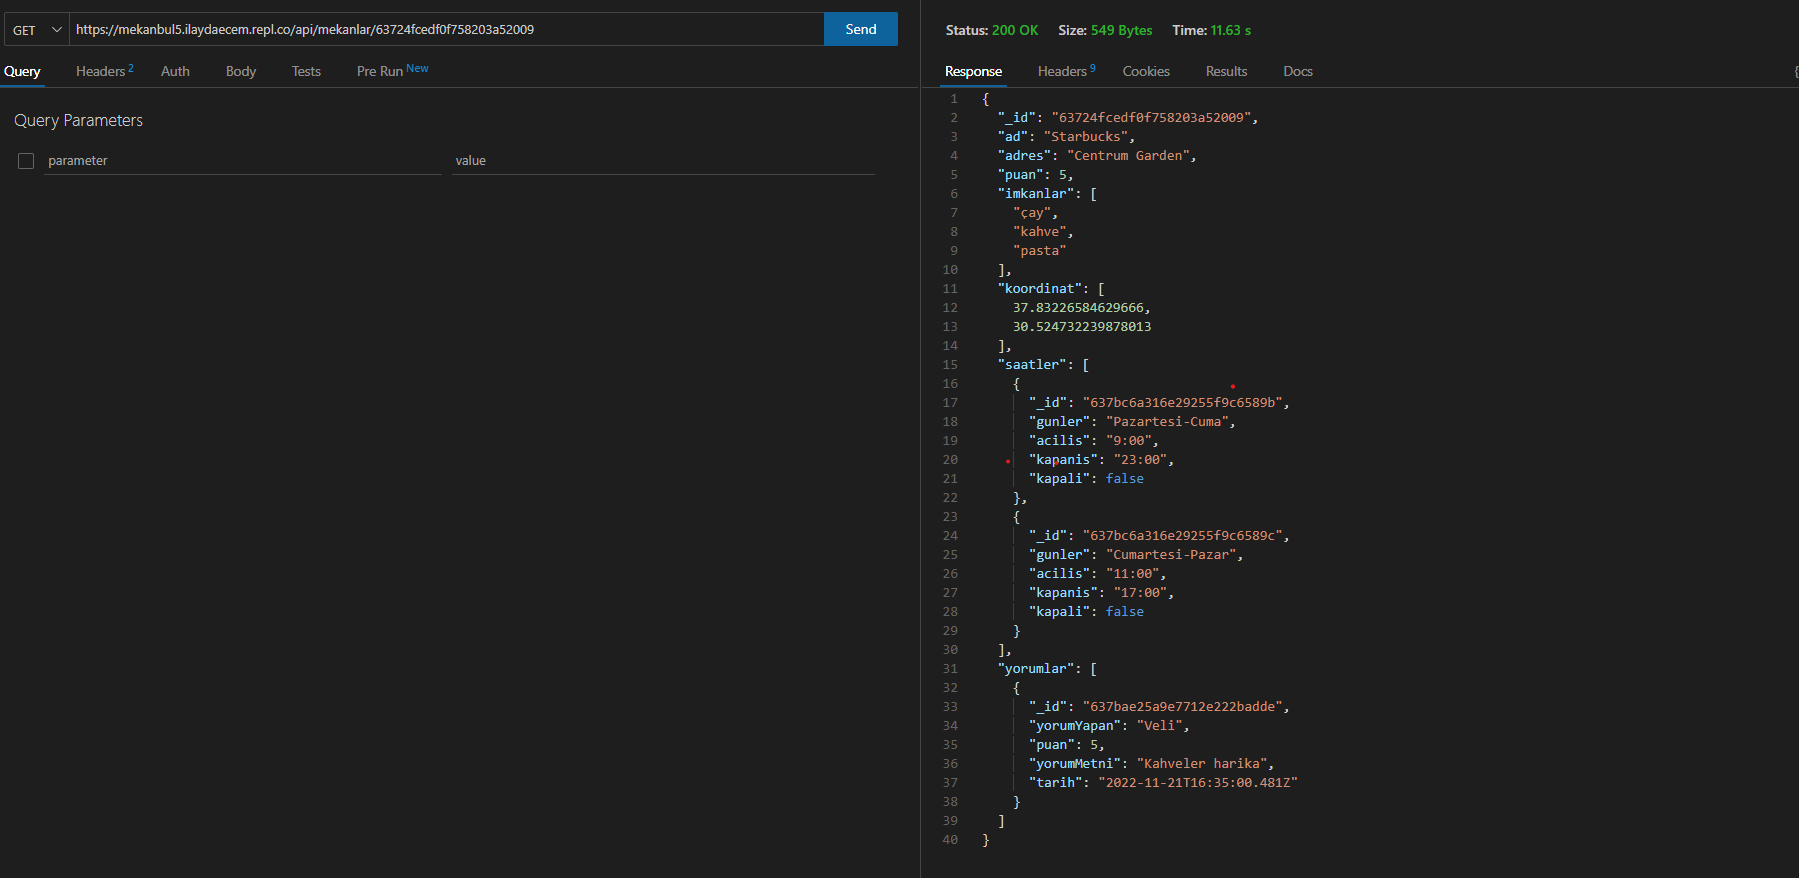 GET https://mekanbul5.ilaydaecem.repl.co/api/mekanlar/63724fcedf0f758203a52009 Send
Query Headers 2 Auth Body Tests Pre Run New
Query Parameters
parameter value
Status: 200 OK Size: 549 Bytes Time: 11.63 s
Response Headers 9 Cookies Results Docs {
1 {
2 "_id": "63724fcedf0f758203a52009",
3 "ad": "Starbucks",
4 "adres": "Centrum Garden",
5 "puan": 5,
6 "imkanlar": [
7 "çay",
8 "kahve",
9 "pasta"
10 ],
11 "koordinat": [
12 37.83226584629666,
13 30.524732239878013
14 ],
15 "saatler": [
16 {
17 "_id": "637bc6a316e29255f9c6589b",
18 "gunler": "Pazartesi-Cuma",
19 "acilis": "9:00",
20 "kapanis": "23:00",
21 "kapali": false
22 },
23 {
24 "_id": "637bc6a316e29255f9c6589c",
25 "gunler": "Cumartesi-Pazar",
26 "acilis": "11:00",
27 "kapanis": "17:00",
28 "kapali": false
29 }
30 ],
31 "yorumlar": [
32 {
33 "_id": "637bae25a9e7712e222badde",
34 "yorumYapan": "Veli",
35 "puan": 5,
36 "yorumMetni": "Kahveler harika",
37 "tarih": "2022-11-21T16:35:00.481Z"
38 }
39 ]
40 }